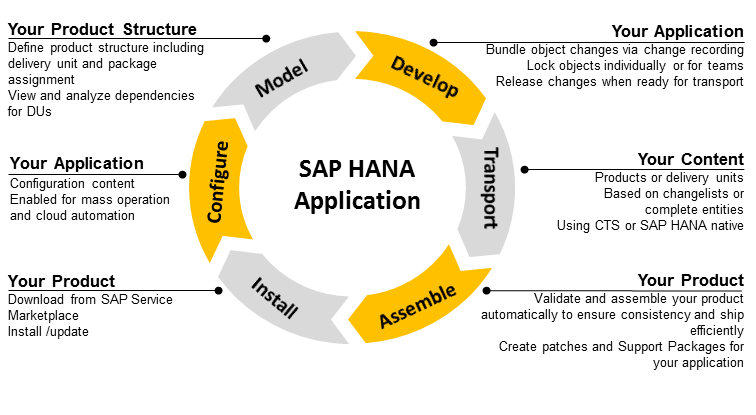 Your Product Structure
Define product structure including
delivery unit and package
assignment
View and analyze dependencies
for DUs
Your Application
Bundle object changes via change recording
Lock objects individually or for teams
Release changes when ready for transport
Model
Develop
Your Application
Configuration content
Enabled for mass operation
and cloud automation
Configure
SAP HANA
Application
Transport
Your Content
Products or delivery units
Based on changelists or
complete entities
Using CTS or SAP HANA native
Your Product
Download from SAP Service
Marketplace
Install /update
Install
Assemble
Your Product
Validate and assemble your product
automatically to ensure consistency and ship
efficiently
Create patches and Support Packages for
your application